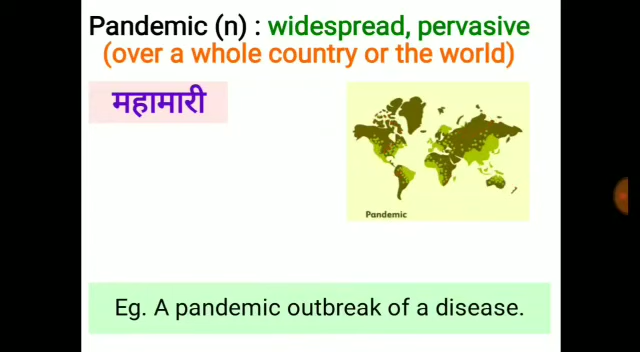 Pandemic (n) : widespread, pervasive
(over a whole country or the world)
महामारी
Pandemic
Eg. A pandemic outbreak of a disease.